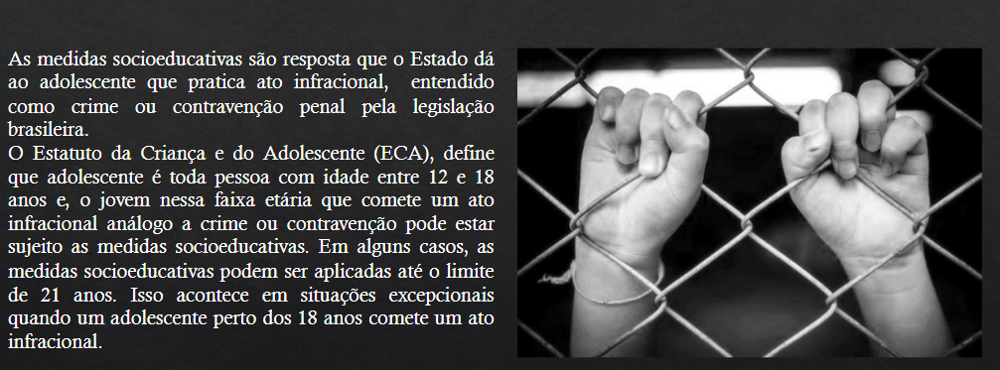 As medidas socioeducativas são resposta que o Estado dá
ao adolescente que pratica ato infracional, entendido
como crime ou contravenção penal pela legislação
brasileira.
O Estatuto da Criança e do Adolescente (ECA), define
que adolescente é toda pessoa com idade entre 12 e 18
anos e, o jovem nessa faixa etária que comete um ato
infracional análogo a crime ou contravenção pode estar
sujeito as medidas socioeducativas. Em alguns casos, as
medidas socioeducativas podem ser aplicadas até o limite
de 21 anos. Isso acontece em situações excepcionais
quando um adolescente perto dos 18 anos comete um ato
infracional.